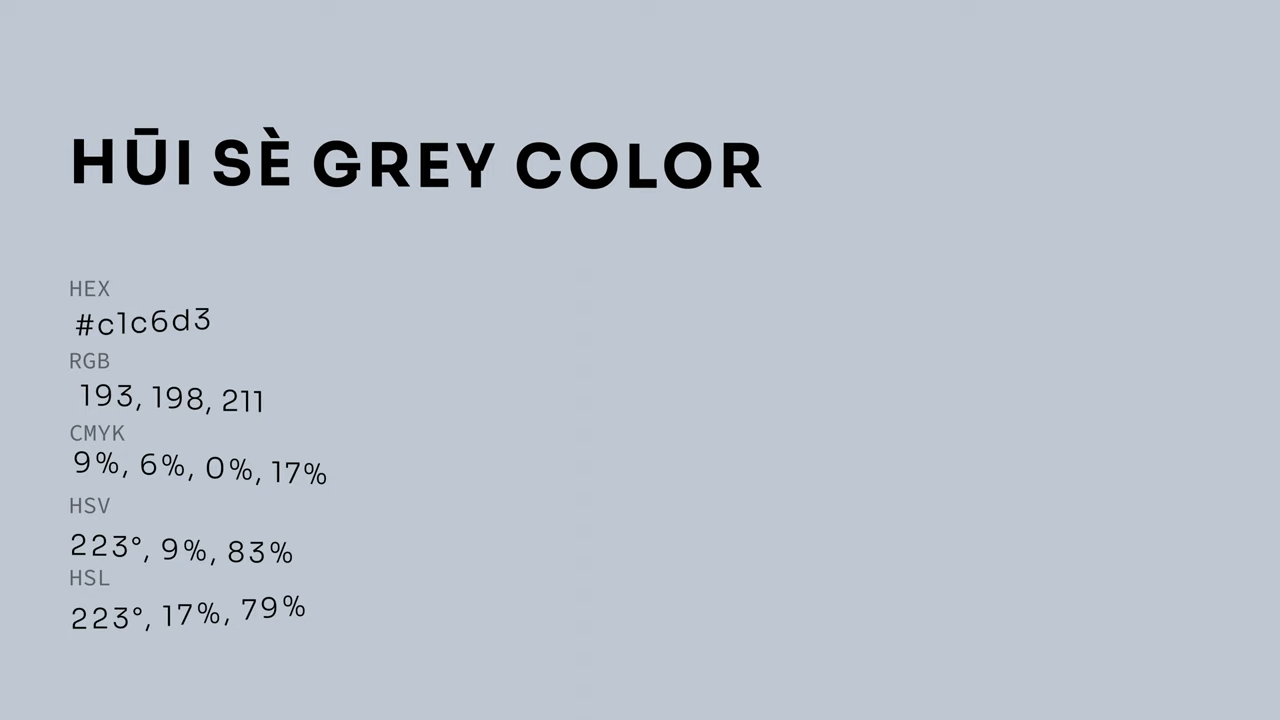 HŪI SÈ GREY COLOR
HEX
#c1c6d3
RGB
193, 198, 211
CMYK
9%, 6%, 0%, 17%
HSV
223°, 9%, 83%
HSL
223°, 17%, 79%